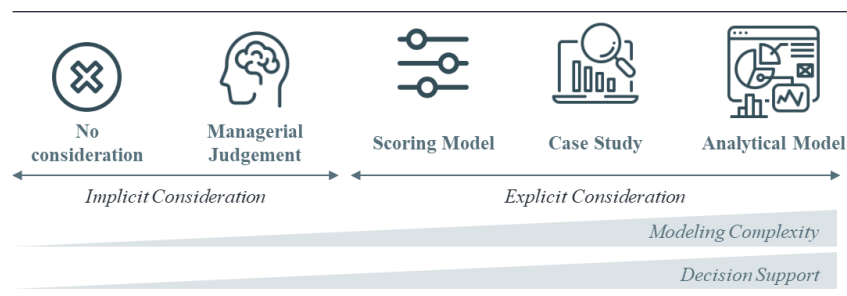 No
consideration
Managerial
Judgement
Scoring Model
Case Study
Analytical Model
Implicit Consideration
Explicit Consideration
Modeling Complexity
Decision Support